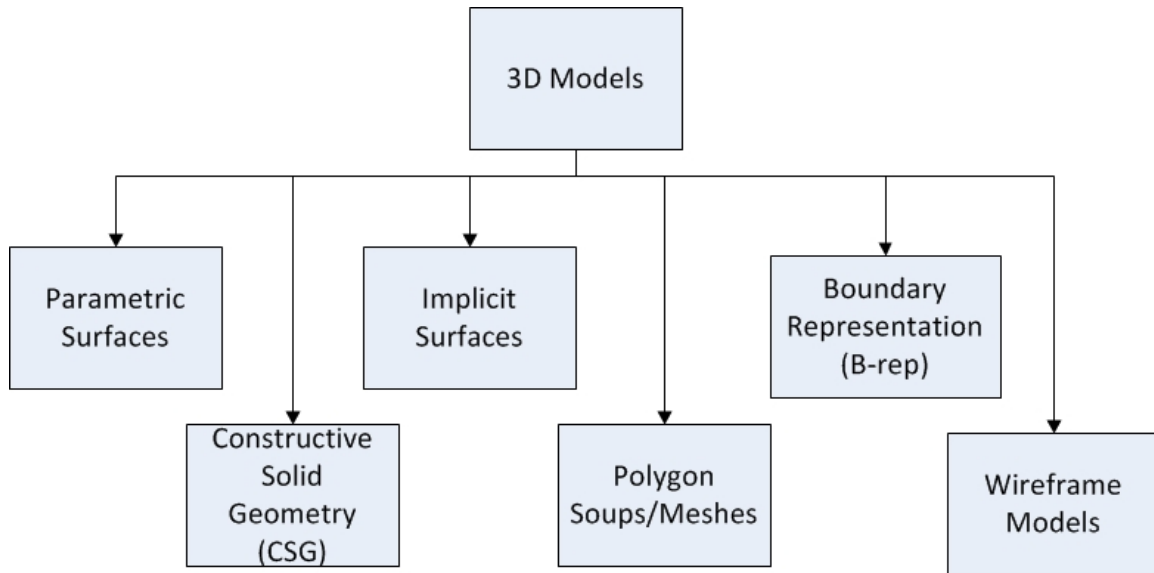 3D Models
Parametric
Surfaces
Implicit
Surfaces
Boundary
Representation
(B-rep)
Constructive
Solid
Geometry
(CSG)
Polygon
Soups/Meshes
Wireframe
Models